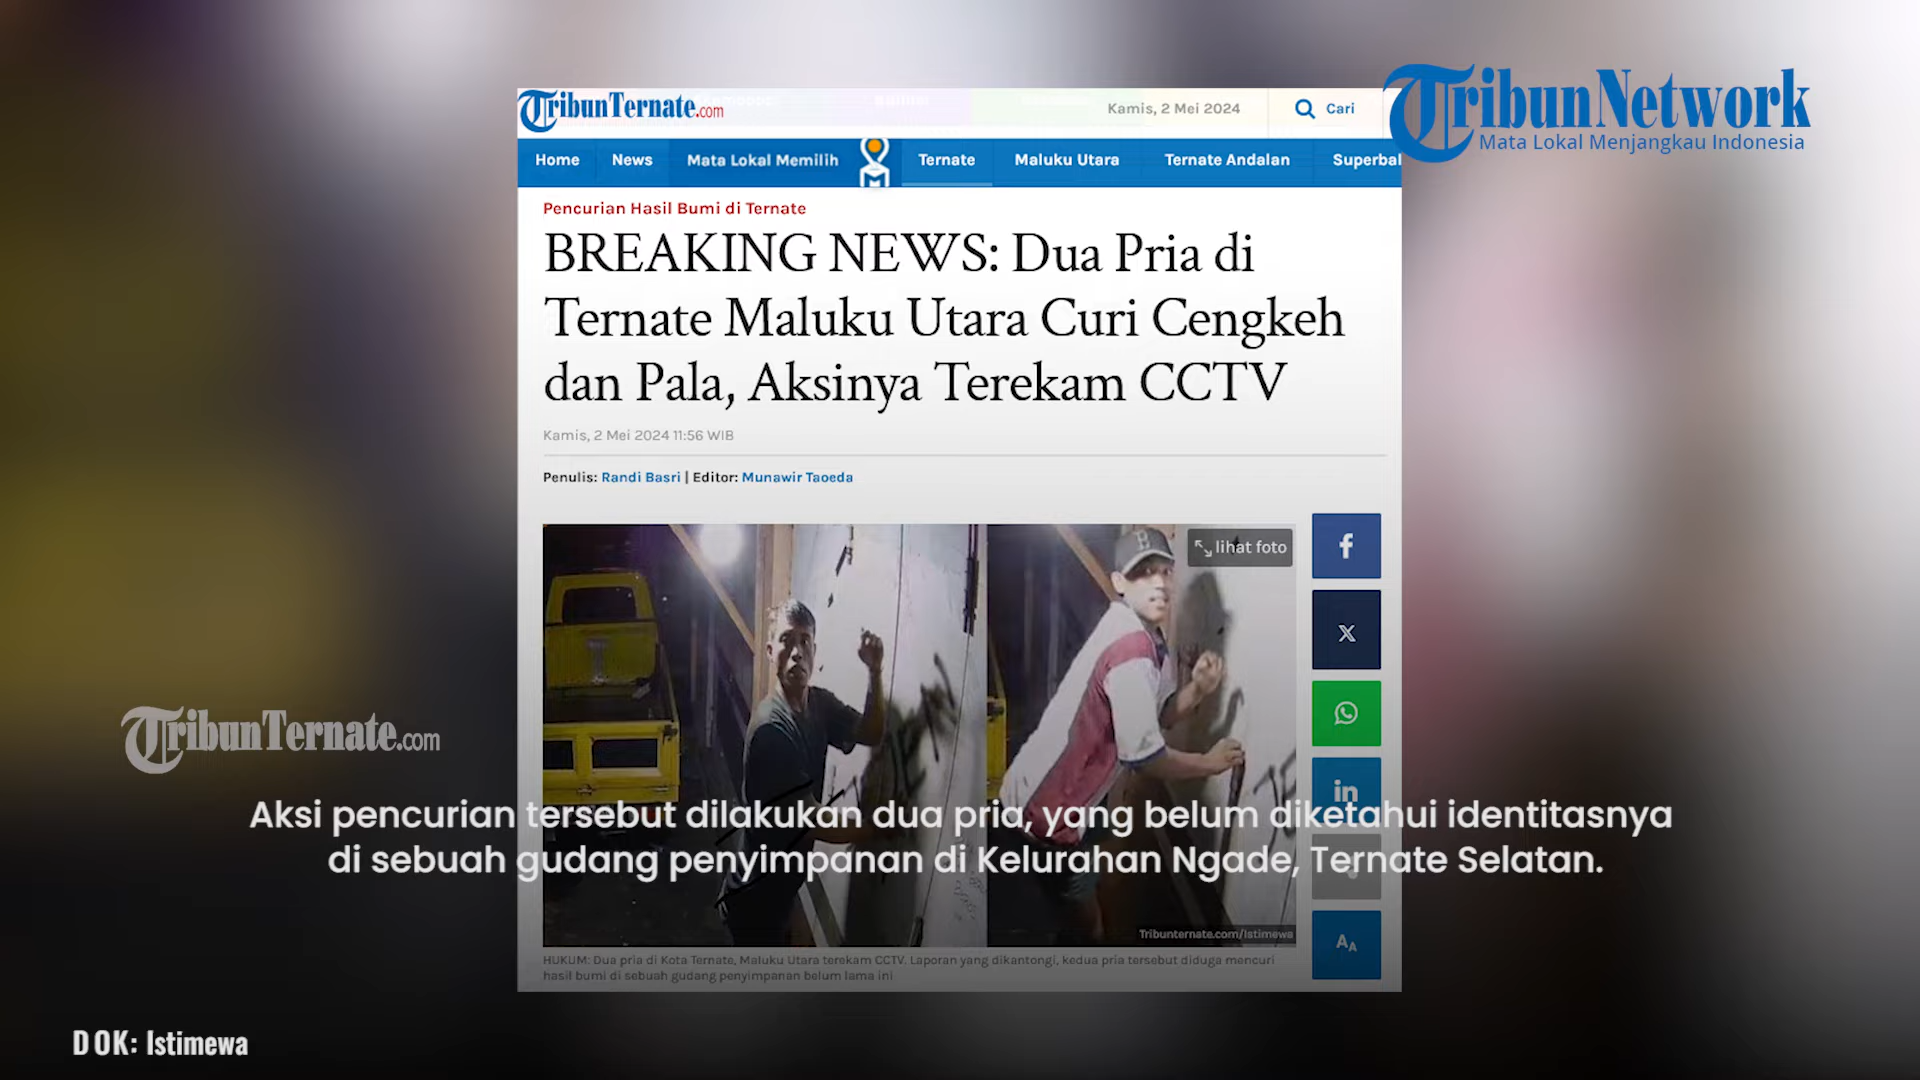 TribunTernate.com
Kamis, 2 Mei 2024
Cari
TribunNetwork
Mata Lokal Menjangkau Indonesia
Home
News
Mata Lokal Memilih
Ternate
Maluku Utara
Ternate Andalan
Superbal
Pencurian Hasil Bumi di Ternate
BREAKING NEWS: Dua Pria di
Ternate Maluku Utara Curi Cengkeh
dan Pala, Aksinya Terekam CCTV
Kamis, 2 Mei 2024 11:56 WIB
Penulis: Randi Basri | Editor: Munawir Taoeda
lihat foto
TribunTernate.com
Aksi pencurian tersebut dilakukan dua pria, yang belum diketahui identitasnya
di sebuah gudang penyimpanan di Kelurahan Ngade, Ternate Selatan.
Tribunternate.com/Istimewa
HUKUM: Dua pria di Kota Ternate, Maluku Utara terekam CCTV. Laporan yang dikantongi, kedua pria tersebut diduga mencuri
hasil bumi di sebuah gudang penyimpanan belum lama ini
DOK: Istimewa